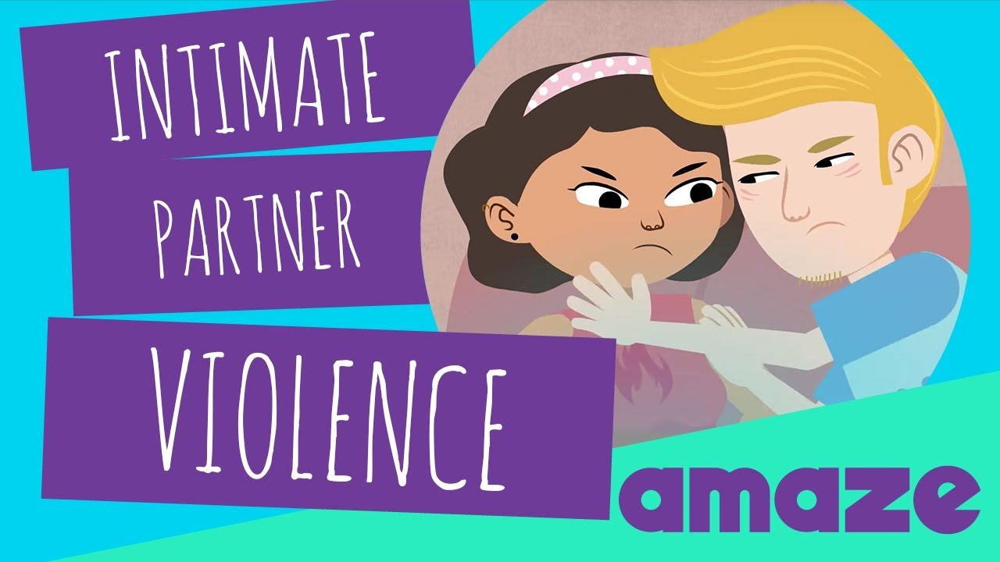 INTIMATE
PARTNER
VIOLENCE
amaze